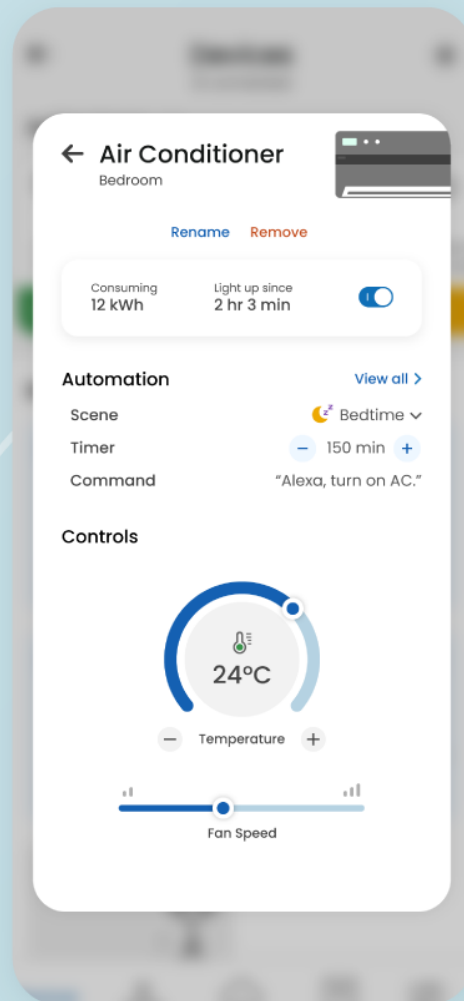 Devices
Air Conditioner
Bedroom
Rename Remove
Consuming Light up since
12 kWh 2 hr 3 min
Automation View all >
Scene Bedtime
Timer − 150 min +
Command “Alexa, turn on AC.”
Controls
24°C
− Temperature +
Fan Speed